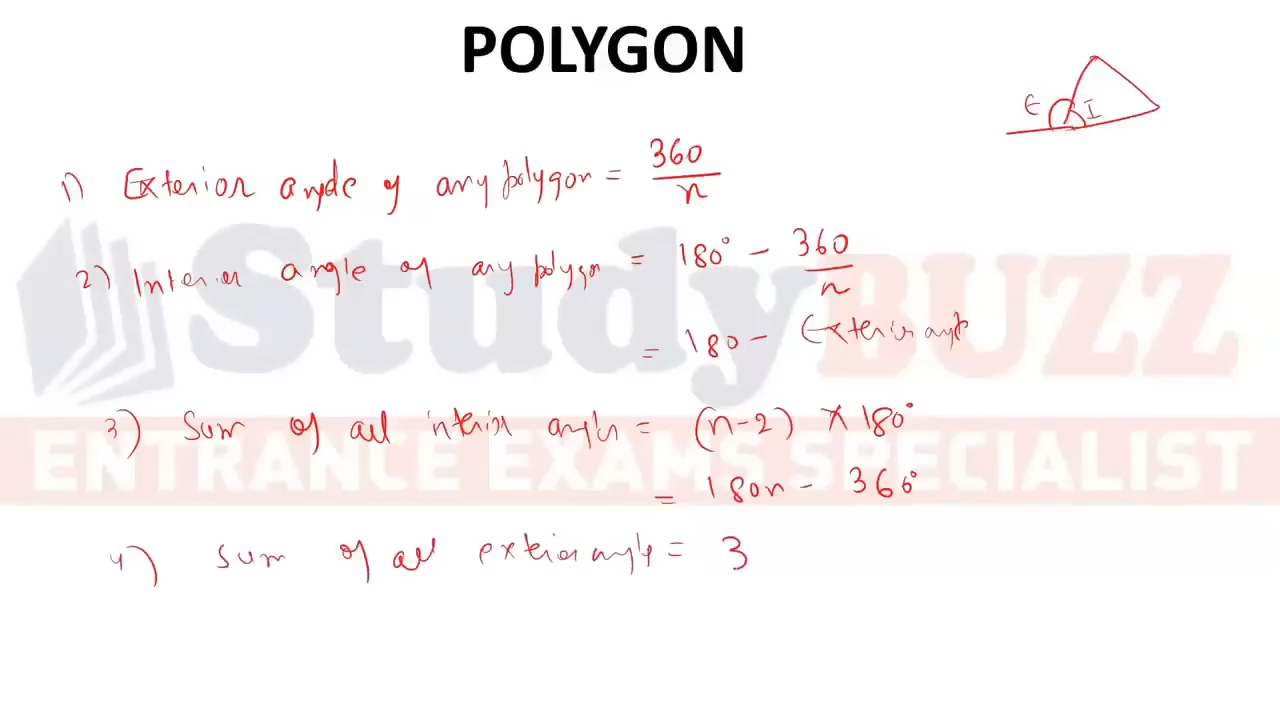 POLYGON
E I
1) Exterior angle of any polygon = 360/n
2) Interior angle of any polygon = 180° - 360/n
= 180 - Exterior angle
3) Sum of all interior angles = (n-2) × 180°
= 180n - 360°
4) Sum of all exterior angle = 3
StudyBUZZ
ENTRANCE EXAMS SPECIALIST